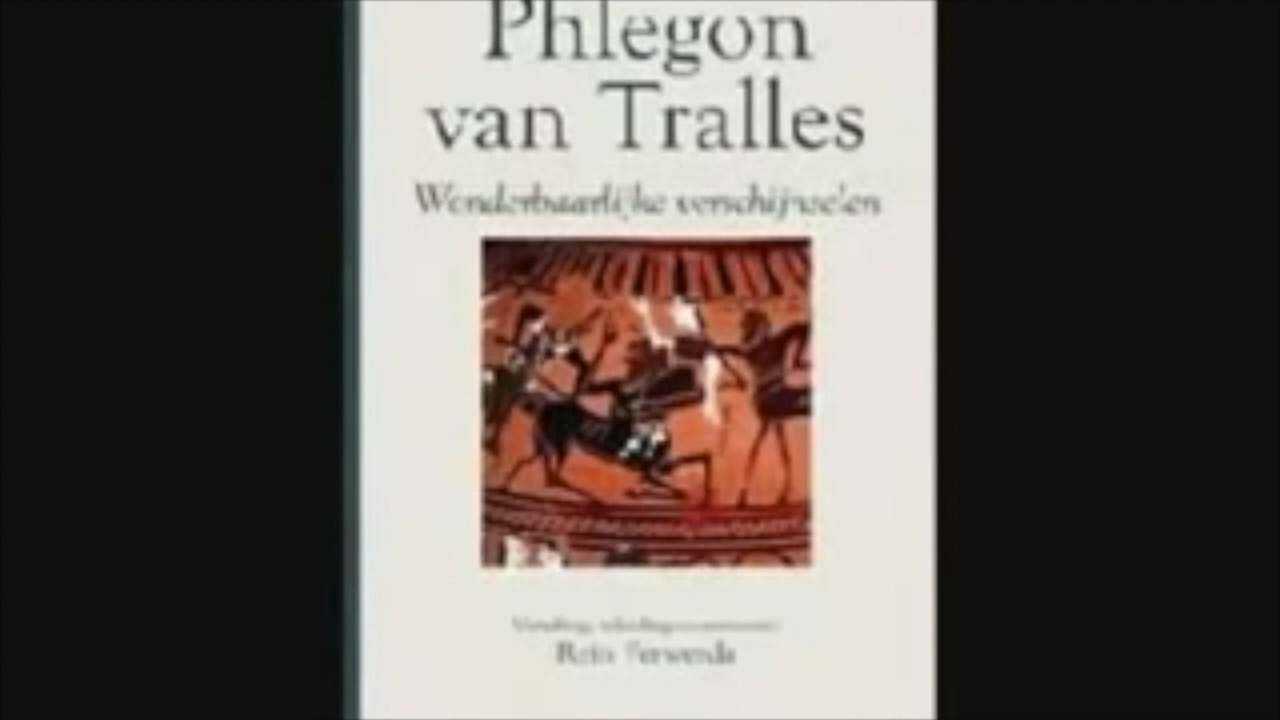 Phlegon
van Tralles
Wonderbaarlijke verschijnselen
Rein Ferwerda